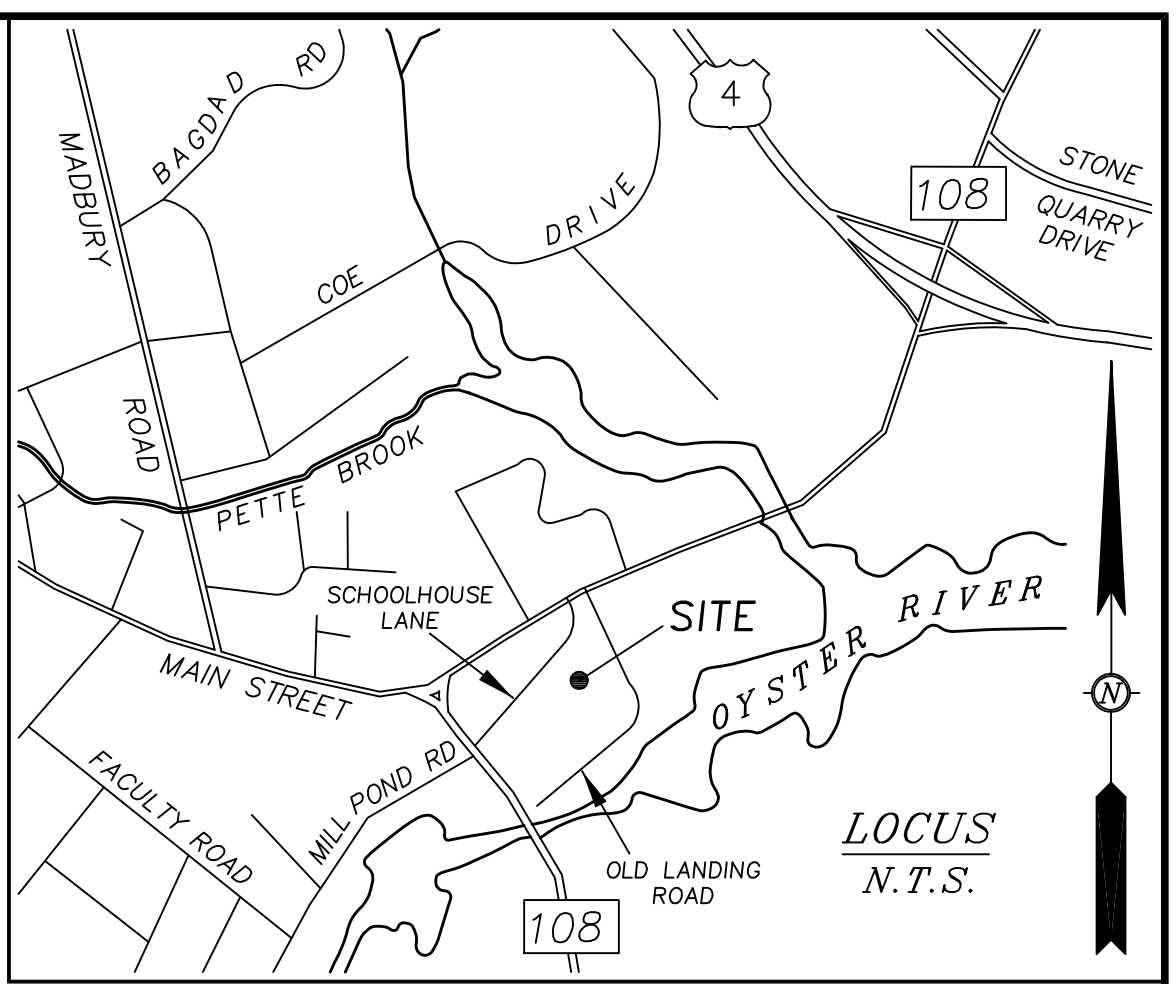 BAGDAD RD
4
MADBURY
ROAD
108
STONE
QUARRY
DRIVE
COE DRIVE
PETTE BROOK
SCHOOLHOUSE
LANE
SITE
OYSTER RIVER
MAIN STREET
MILL POND RD
FACULTY ROAD
OLD LANDING
ROAD
108
N
LOCUS
N.T.S.